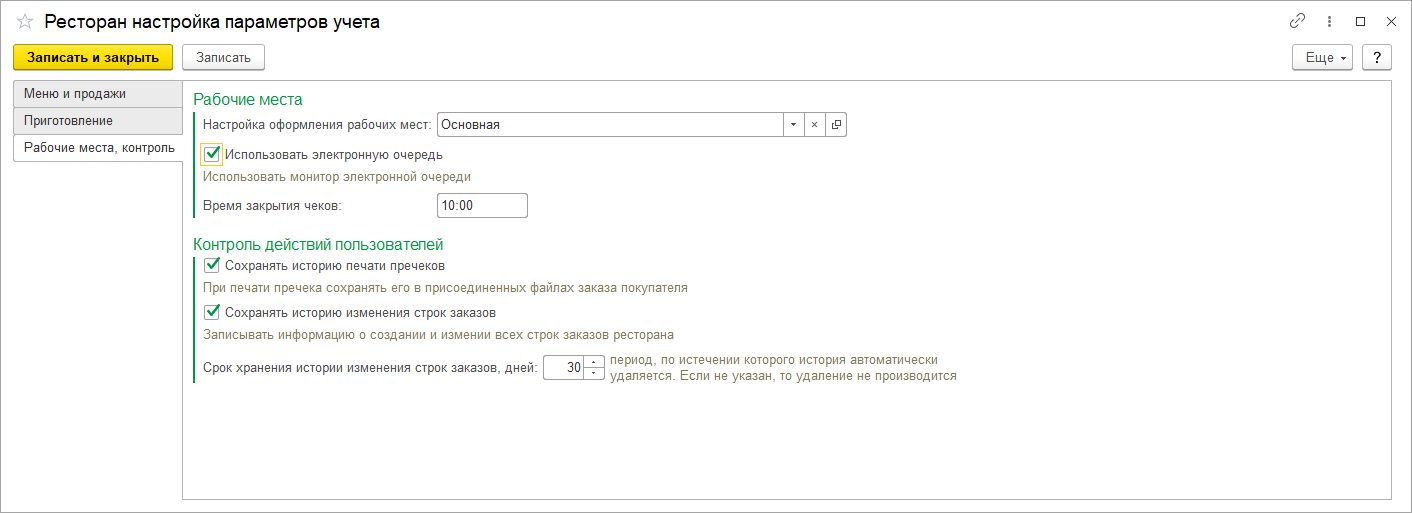 Ресторан настройка параметров учета
Записать и закрыть
Записать
Еще
?
Меню и продажи
Приготовление
Рабочие места, контроль
Рабочие места
Настройка оформления рабочих мест: Основная
Использовать электронную очередь
Использовать монитор электронной очереди
Время закрытия чеков: 10:00
Контроль действий пользователей
Сохранять историю печати пречеков
При печати пречека сохранять его в присоединенных файлах заказа покупателя
Сохранять историю изменения строк заказов
Записывать информацию о создании и измении всех строк заказов ресторана
Срок хранения истории изменения строк заказов, дней: 30
период, по истечении которого история автоматически
удаляется. Если не указан, то удаление не производится